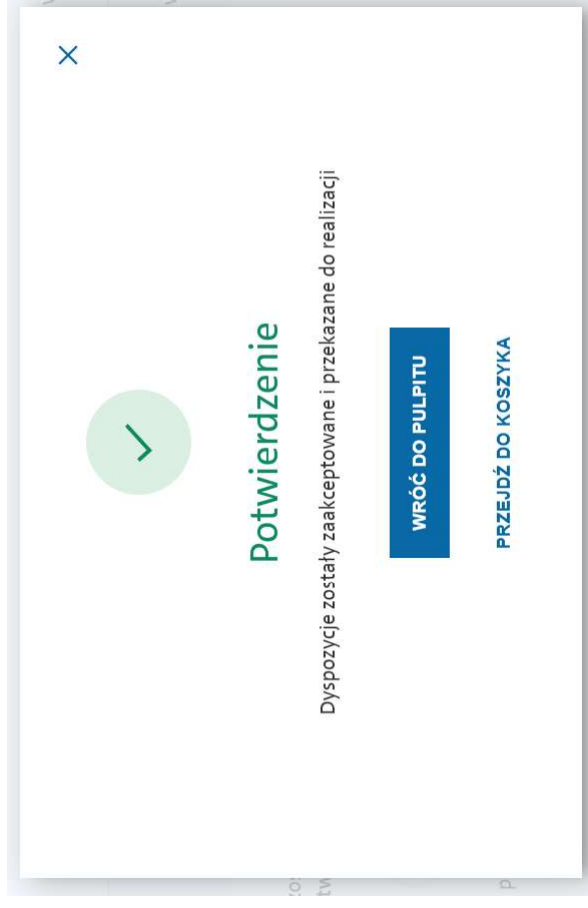 Potwierdzenie
Dyspozycje zostały zaakceptowane i przekazane do realizacji
WRÓĆ DO PULPITU
PRZEJDŹ DO KOSZYKA